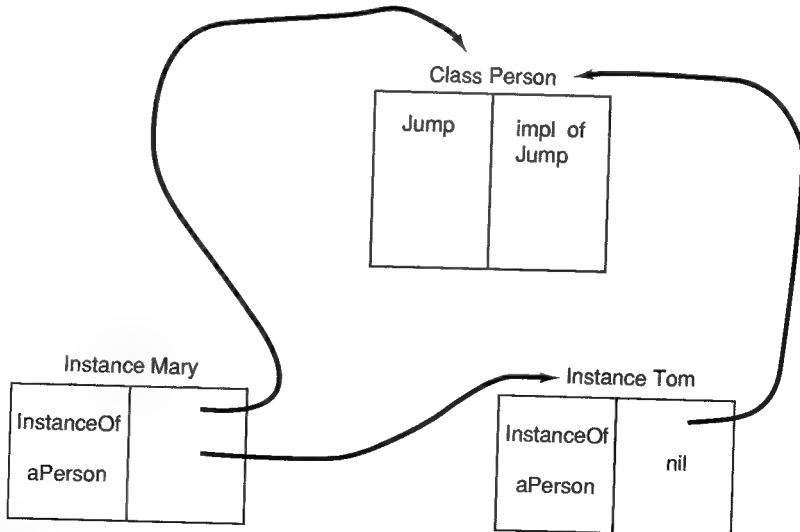 Class Person
Jump
impl of
Jump
Instance Mary
InstanceOf
aPerson
Instance Tom
InstanceOf
aPerson
nil